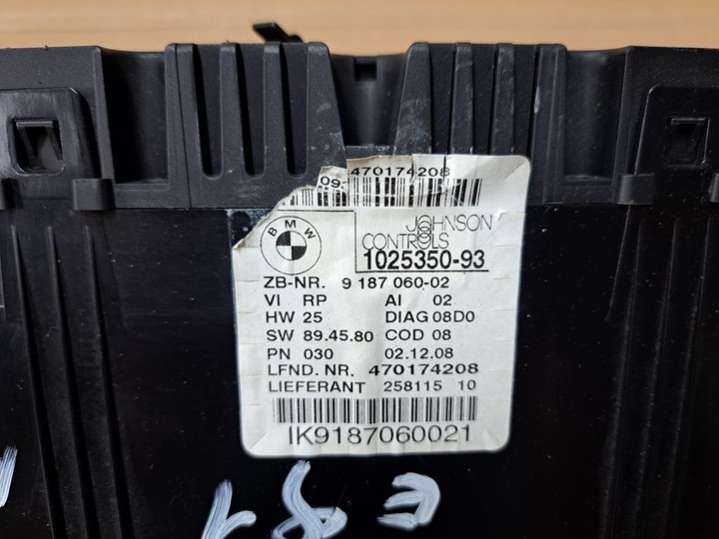 09. 470174208
BMW
JOHNSON
CONTROLS
1025350-93
ZB-NR. 9 187 060-02
VI RP AI 02
HW 25 DIAG 08D0
SW 89.45.80 COD 08
PN 030 02.12.08
LFND. NR. 470174208
LIEFERANT 258115 10
IK9187060021
E 87